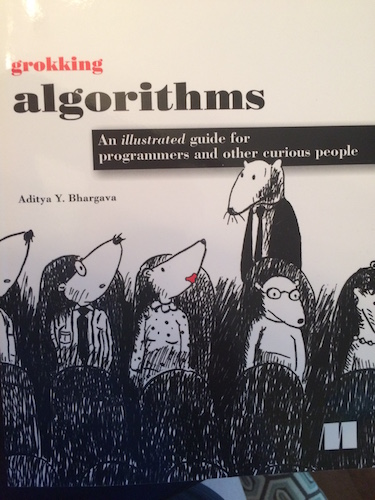 grokking
algorithms
An illustrated guide for
programmers and other curious people
Aditya Y. Bhargava